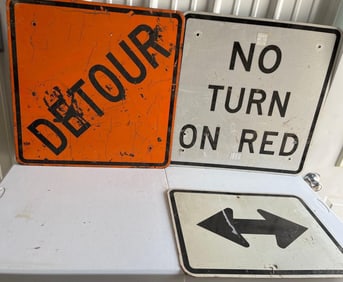 DETOUR
NO
TURN
ON RED